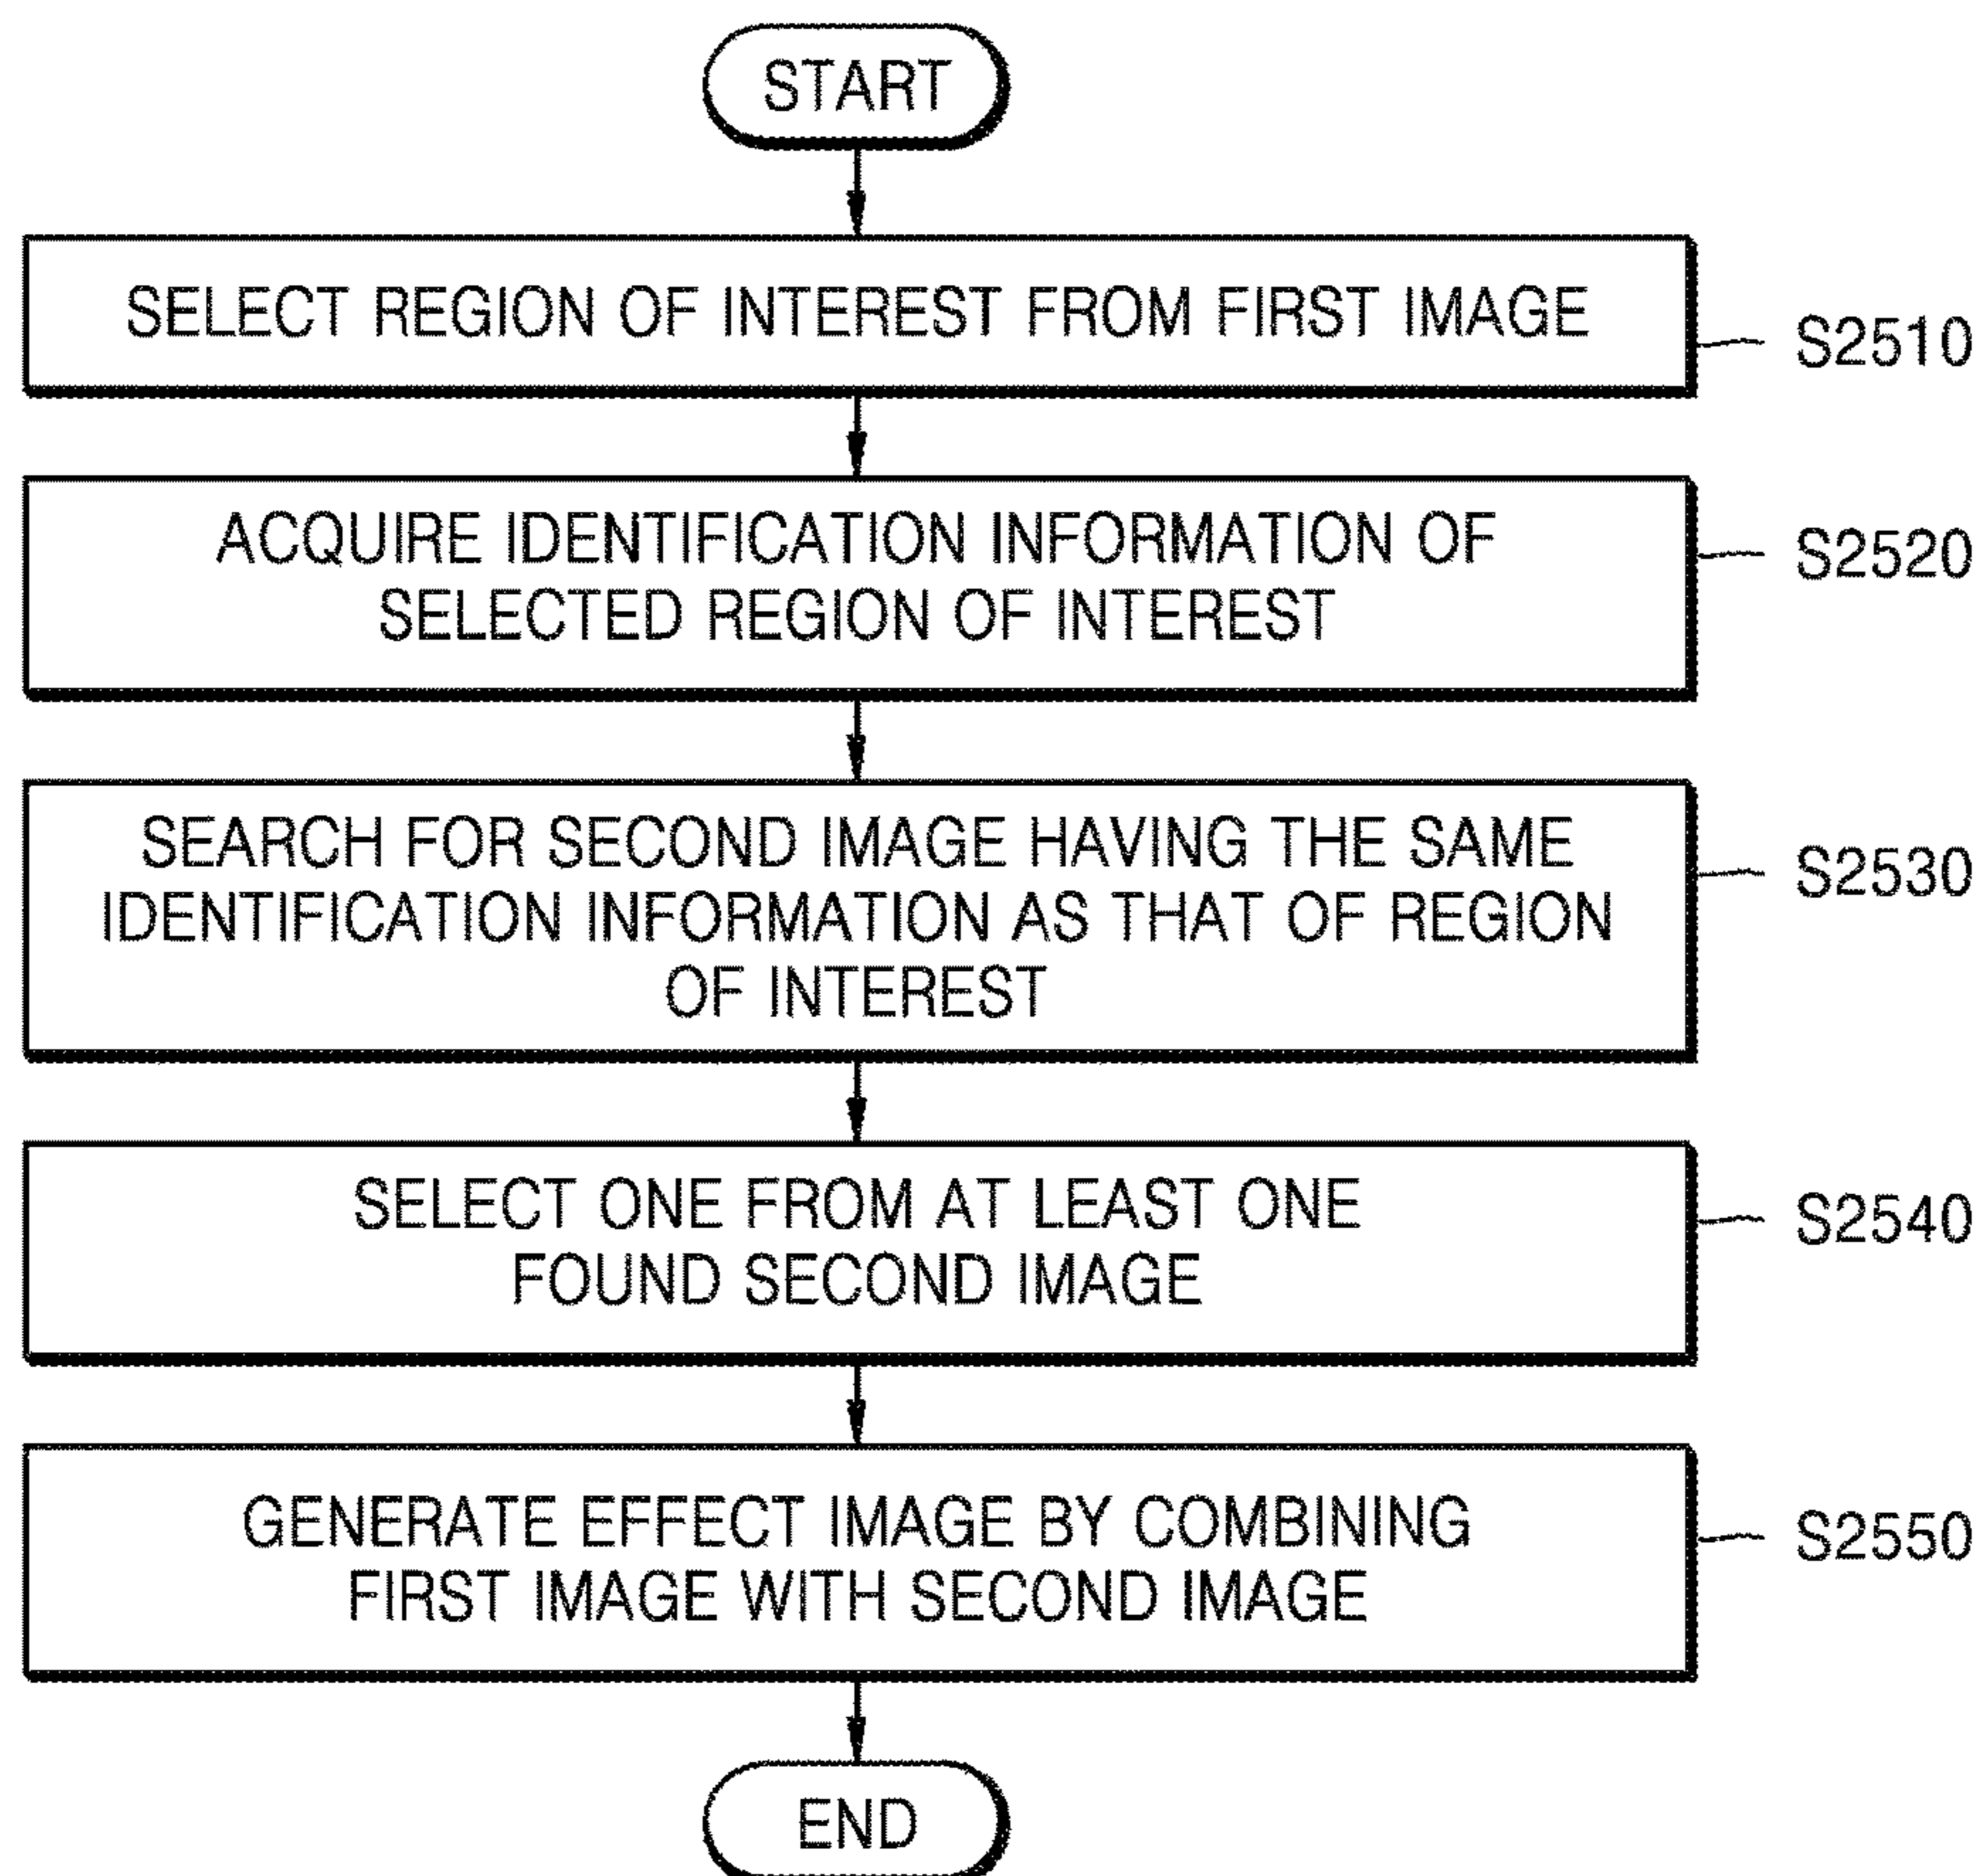 START
SELECT REGION OF INTEREST FROM FIRST IMAGE
S2510
ACQUIRE IDENTIFICATION INFORMATION OF
SELECTED REGION OF INTEREST
S2520
SEARCH FOR SECOND IMAGE HAVING THE SAME
IDENTIFICATION INFORMATION AS THAT OF REGION
OF INTEREST
S2530
SELECT ONE FROM AT LEAST ONE
FOUND SECOND IMAGE
S2540
GENERATE EFFECT IMAGE BY COMBINING
FIRST IMAGE WITH SECOND IMAGE
S2550
END